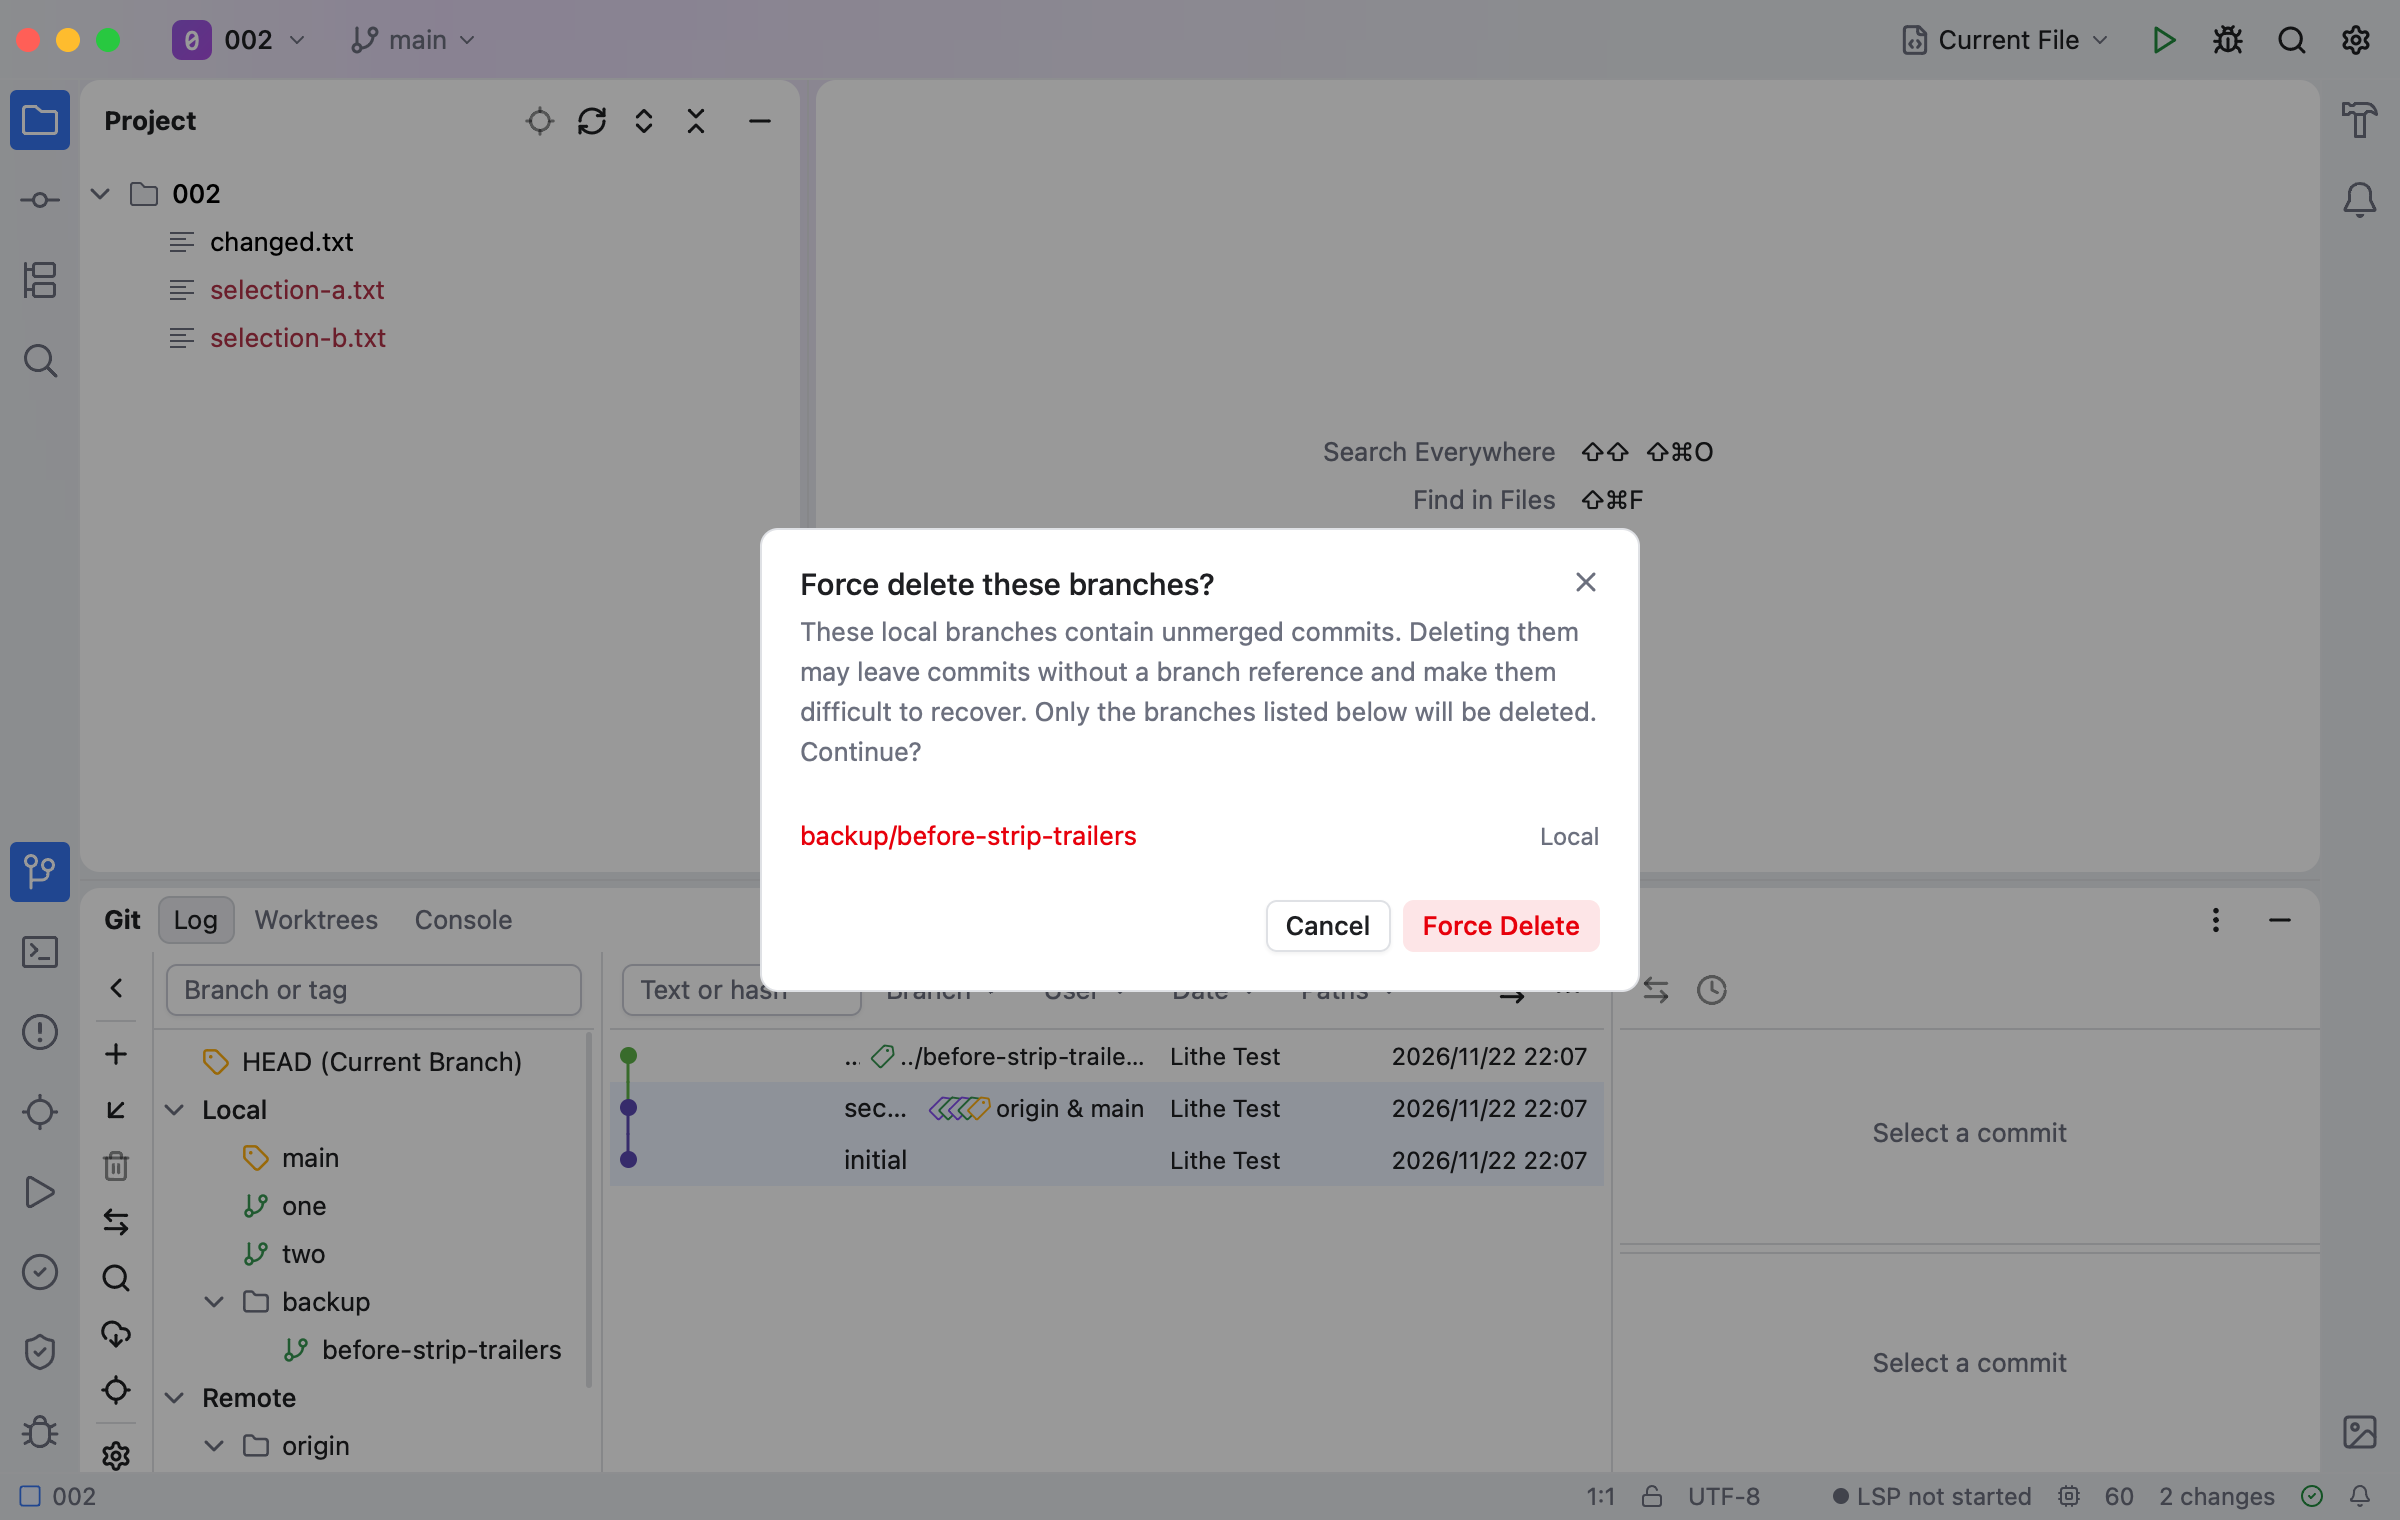 0 002 main
Current File
Project
002
changed.txt
selection-a.txt
selection-b.txt
Search Everywhere ⇧⇧ ⇧⌘O
Find in Files ⇧⌘F
Force delete these branches?
These local branches contain unmerged commits. Deleting them
may leave commits without a branch reference and make them
difficult to recover. Only the branches listed below will be deleted.
Continue?
backup/before-strip-trailers Local
Cancel Force Delete
Git Log Worktrees Console
Branch or tag
Text or hash Branch User Date Paths
HEAD (Current Branch)
Local
main
one
two
backup
before-strip-trailers
Remote
origin
... ../before-strip-traile... Lithe Test 2026/11/22 22:07
sec... origin & main Lithe Test 2026/11/22 22:07
initial Lithe Test 2026/11/22 22:07
Select a commit
Select a commit
002
1:1 UTF-8 LSP not started 60 2 changes